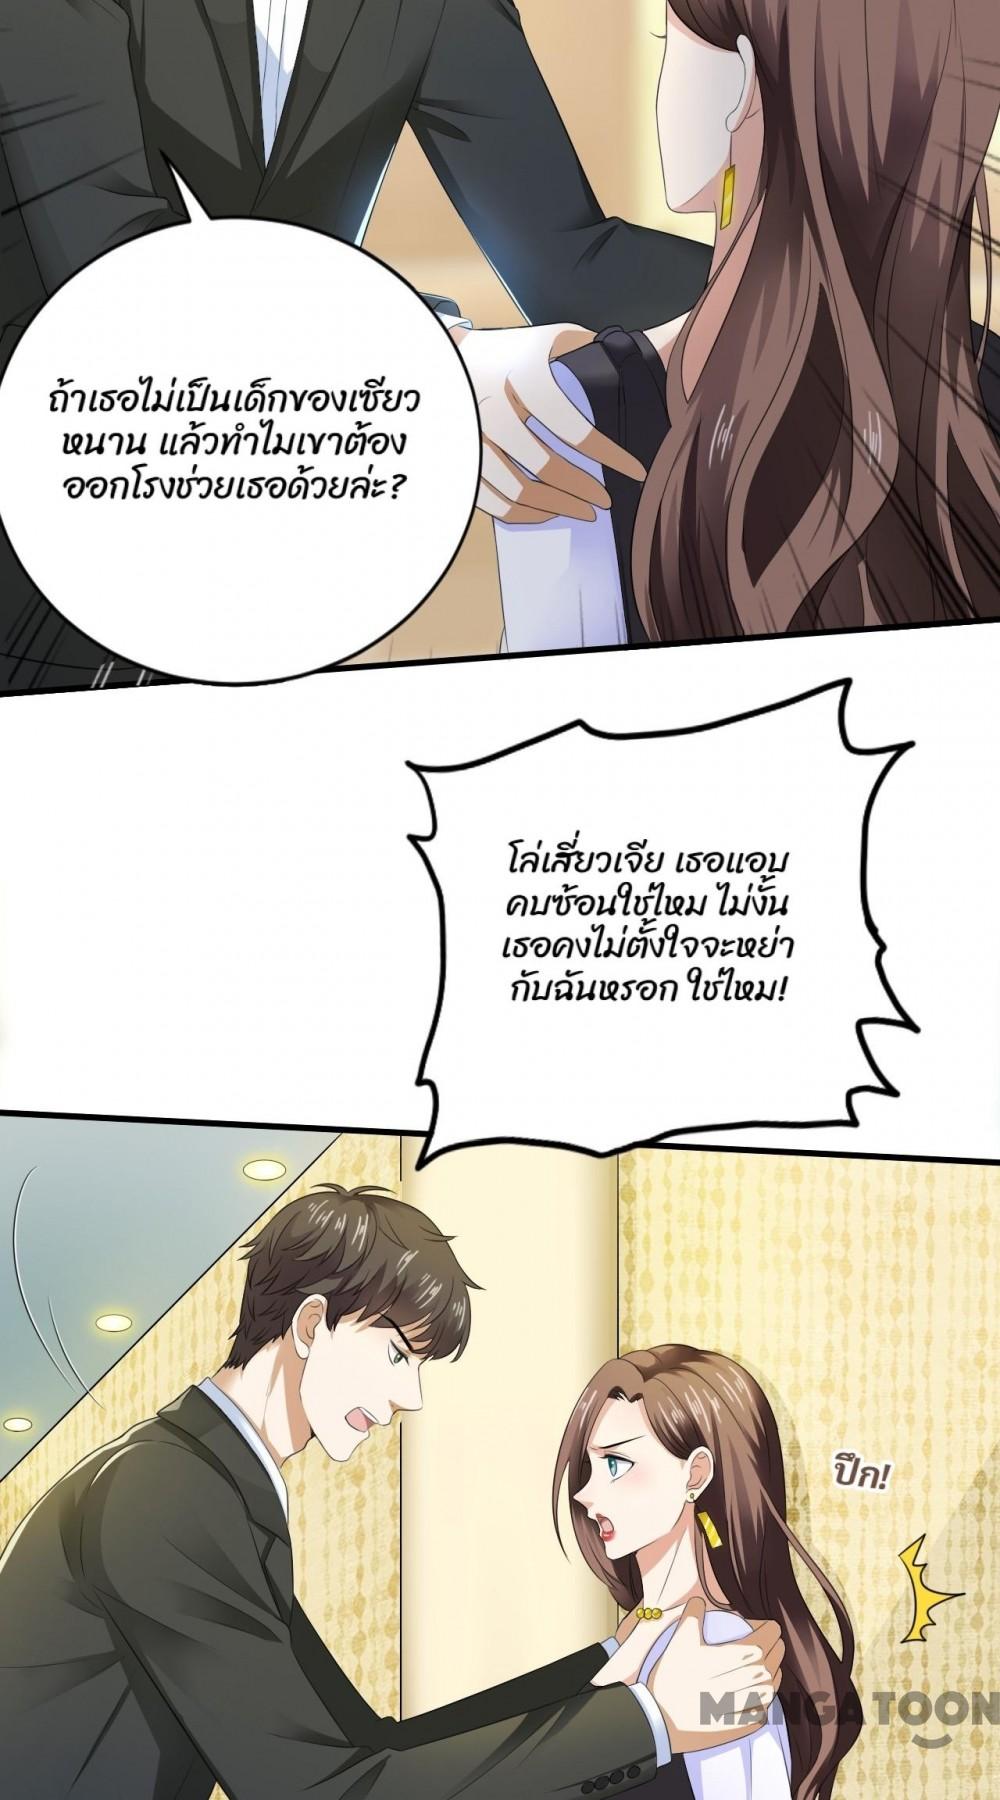 ถ้าเธอไม่เป็นเด็กของเซียว
หนาน แล้วทำไมเขาต้อง
ออกโรงช่วยเธอด้วยล่ะ?
โล่เสี่ยวเจีย เธอแอบ
คบซ้อนใช่ไหม ไม่งั้น
เธอคงไม่ตั้งใจจะหย่า
กับฉันหรอก ใช่ไหม!
ปึก!
MANGATOON